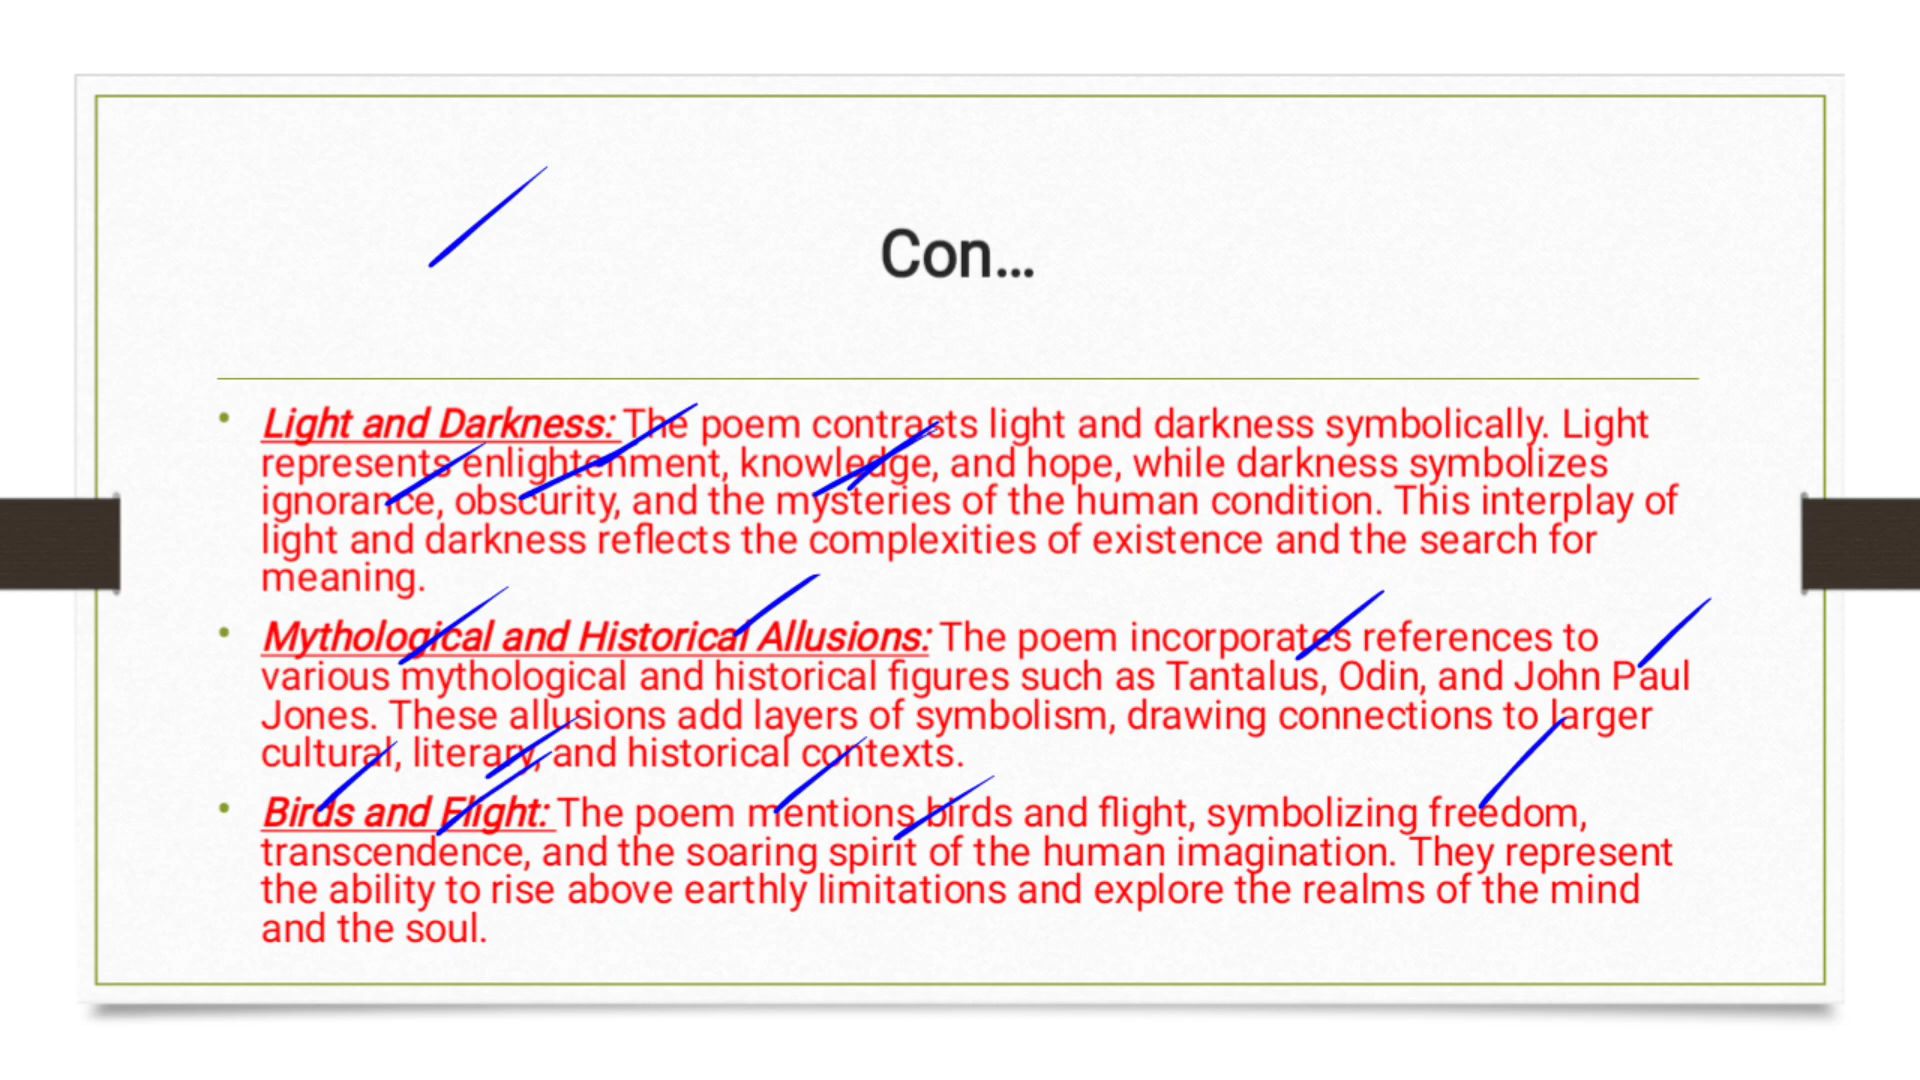 Con...
• Light and Darkness: The poem contrasts light and darkness symbolically. Light
represents enlightenment, knowledge, and hope, while darkness symbolizes
ignorance, obscurity, and the mysteries of the human condition. This interplay of
light and darkness reflects the complexities of existence and the search for
meaning.
• Mythological and Historical Allusions: The poem incorporates references to
various mythological and historical figures such as Tantalus, Odin, and John Paul
Jones. These allusions add layers of symbolism, drawing connections to larger
cultural, literary, and historical contexts.
• Birds and Flight: The poem mentions birds and flight, symbolizing freedom,
transcendence, and the soaring spirit of the human imagination. They represent
the ability to rise above earthly limitations and explore the realms of the mind
and the soul.